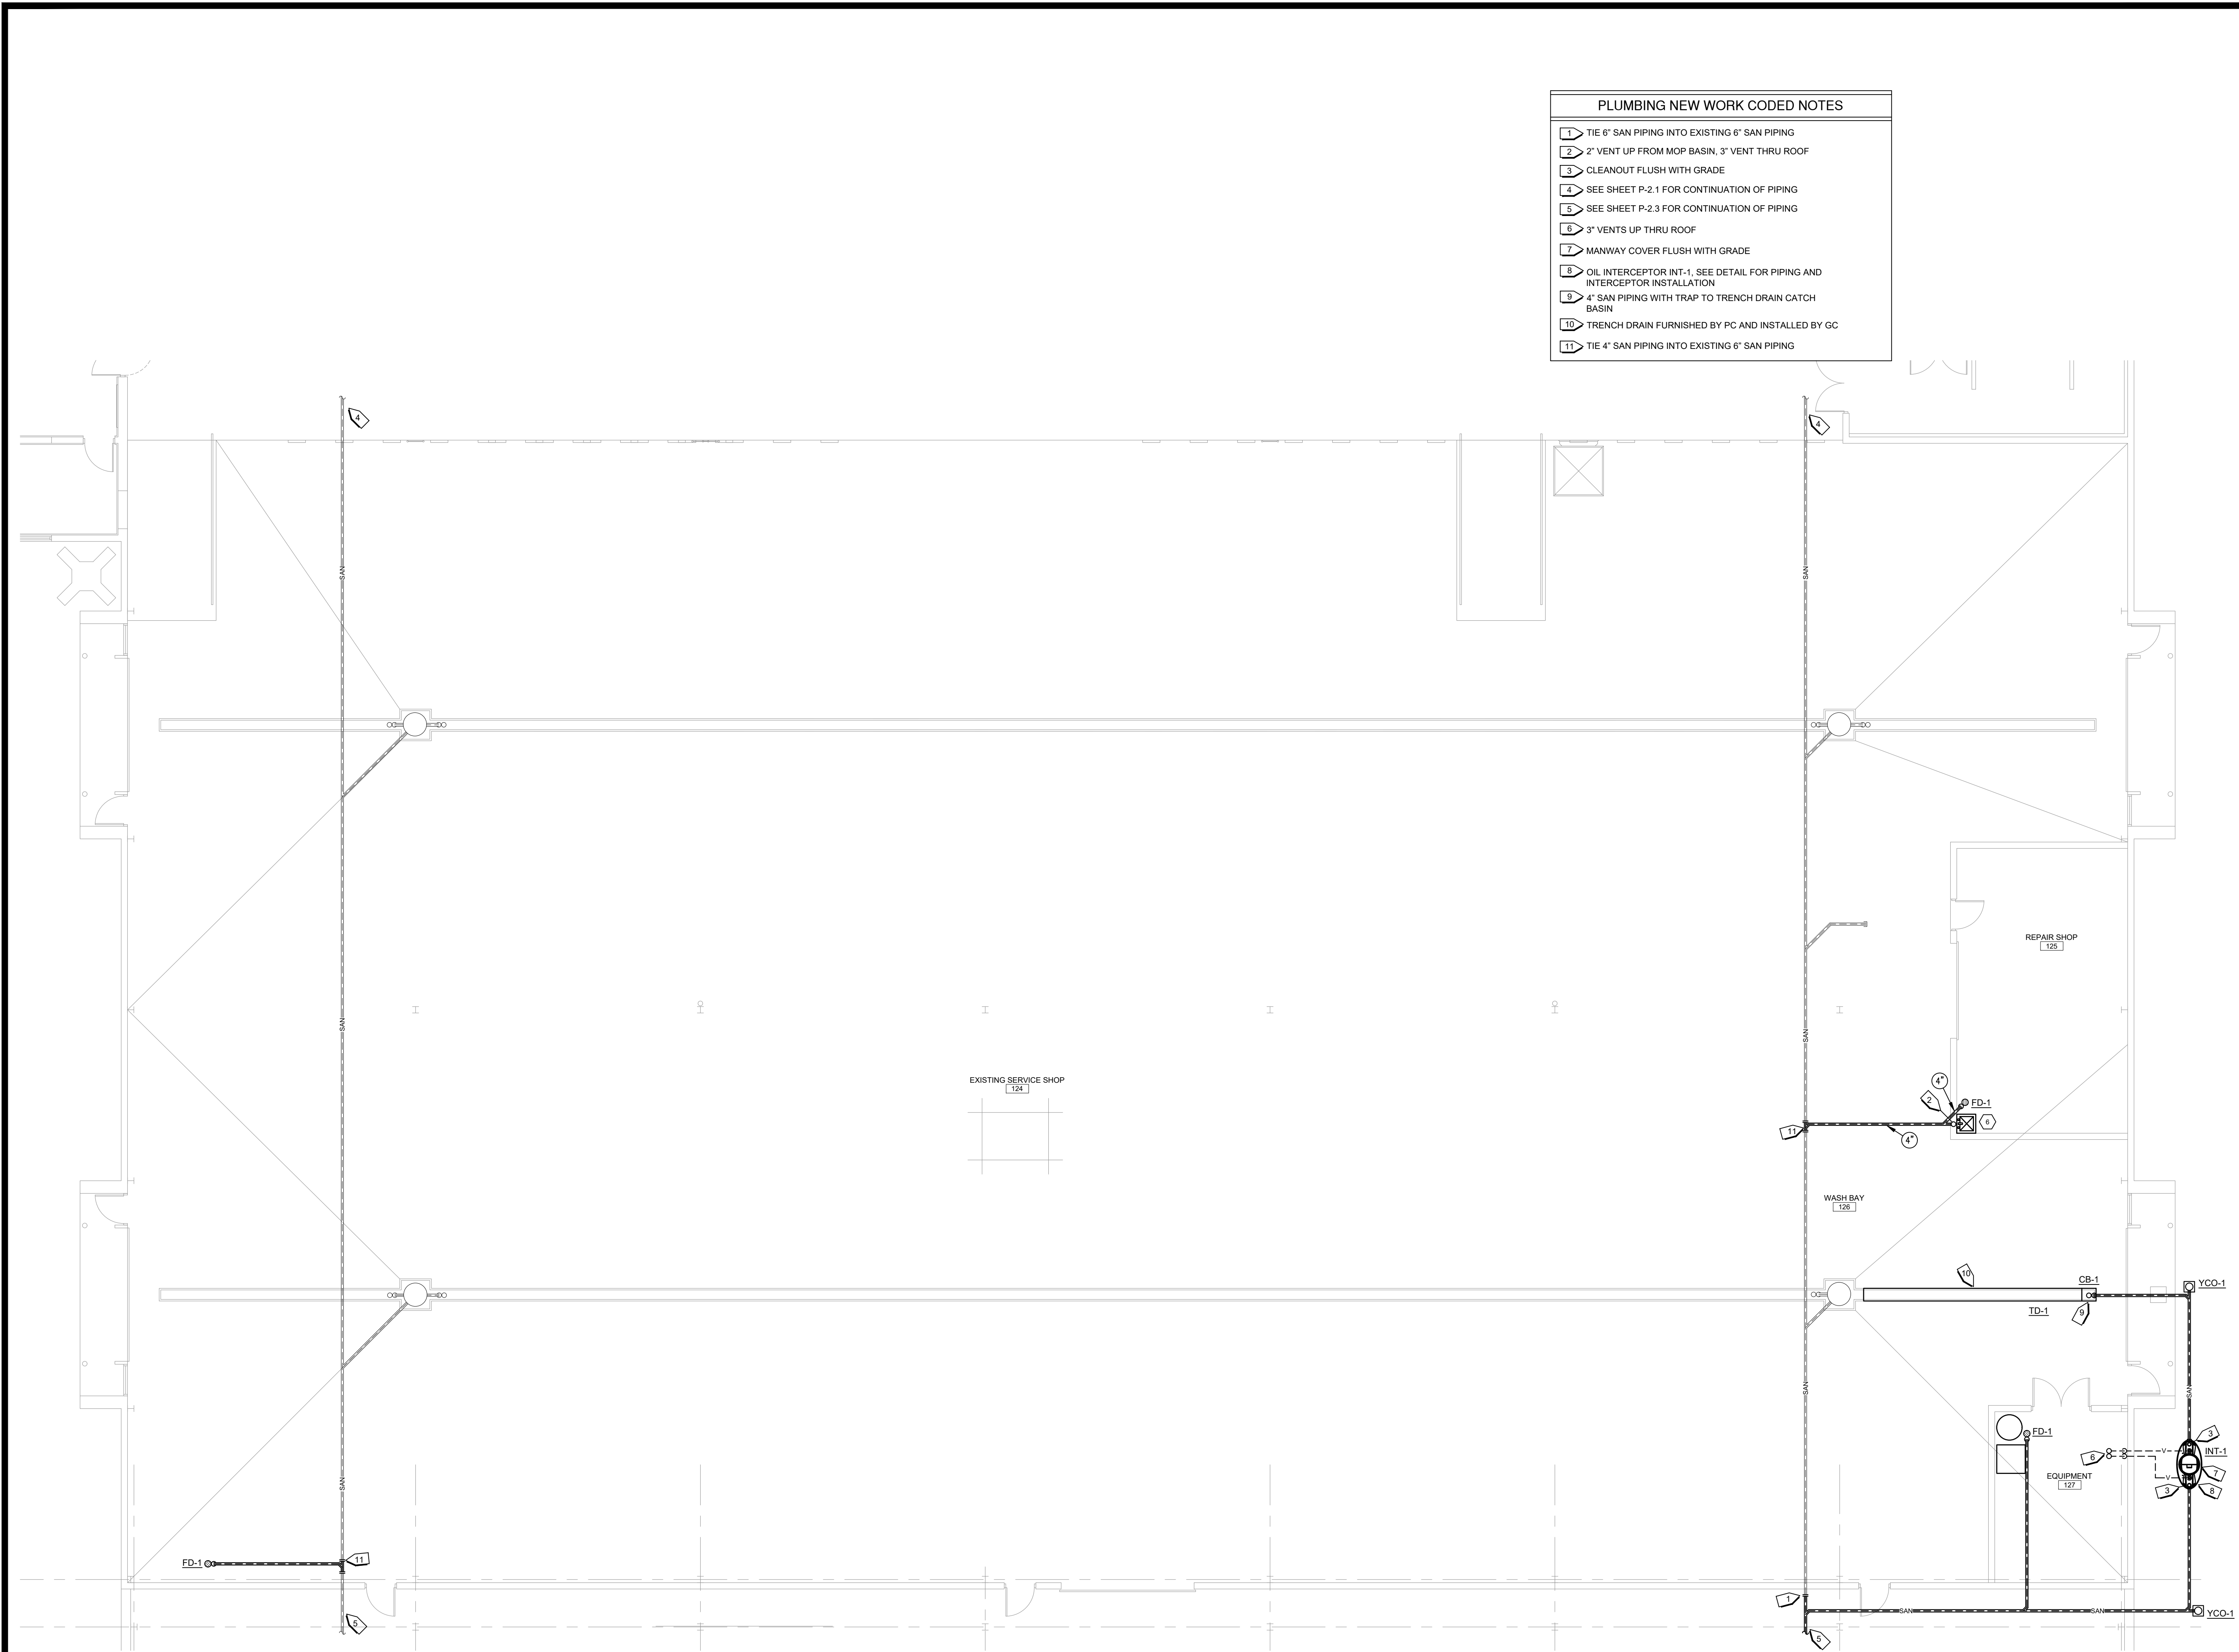 PLUMBING NEW WORK CODED NOTES
1 TIE 6" SAN PIPING INTO EXISTING 6" SAN PIPING
2 2" VENT UP FROM MOP BASIN, 3" VENT THRU ROOF
3 CLEANOUT FLUSH WITH GRADE
4 SEE SHEET P-2.1 FOR CONTINUATION OF PIPING
5 SEE SHEET P-2.3 FOR CONTINUATION OF PIPING
6 3" VENTS UP THRU ROOF
7 MANWAY COVER FLUSH WITH GRADE
8 OIL INTERCEPTOR INT-1, SEE DETAIL FOR PIPING AND
INTERCEPTOR INSTALLATION
9 4" SAN PIPING WITH TRAP TO TRENCH DRAIN CATCH
BASIN
10 TRENCH DRAIN FURNISHED BY PC AND INSTALLED BY GC
11 TIE 4" SAN PIPING INTO EXISTING 6" SAN PIPING
4
4
SAN
SAN
REPAIR SHOP
125
SAN
SAN
EXISTING SERVICE SHOP
124
4"
2
FD-1
6
11
4"
WASH BAY
126
10
CB-1
YCO-1
TD-1
9
SAN
SAN
FD-1
3
INT-1
V
6
7
EQUIPMENT
127
V
3
8
SAN
FD-1
11
1
SAN
SAN
YCO-1
5
5